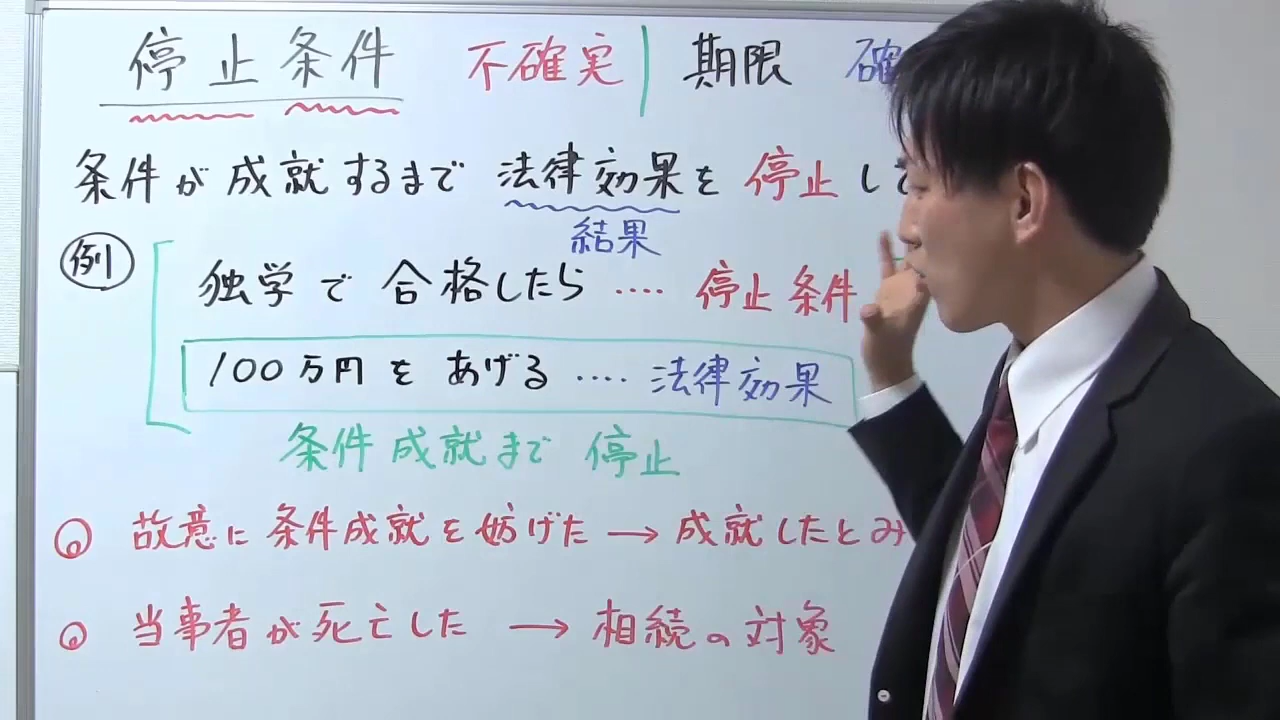 停止条件 不確実 期限 確
条件が成就するまで 法律効果を 停止し
結果
例 独学で 合格したら ‥‥ 停止条件
100万円を あげる ‥‥ 法律効果
条件成就まで 停止
故意に 条件成就を妨げた → 成就したとみ
当事者が死亡した → 相続の対象